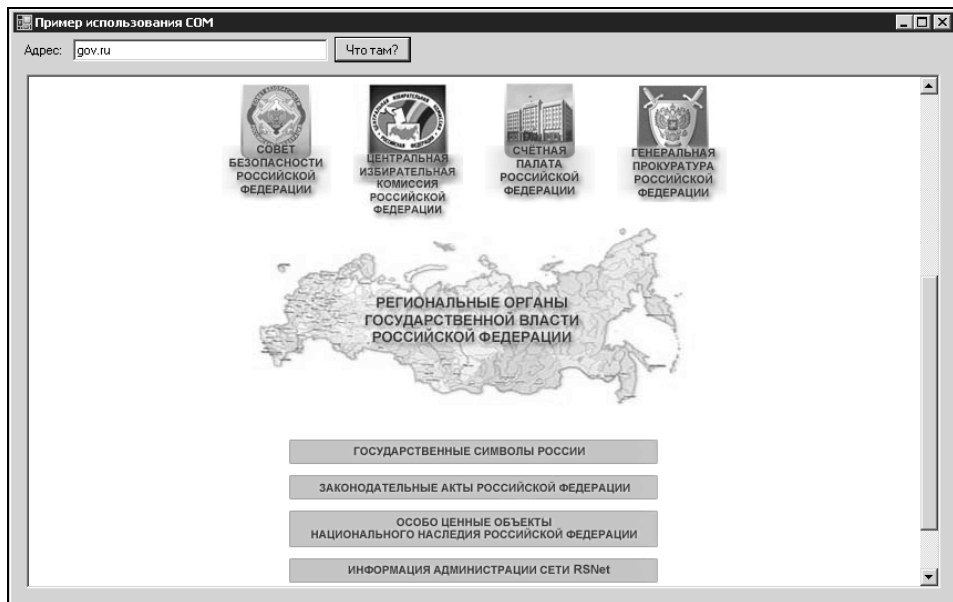 Пример использования COM
Адрес: gov.ru Что там?
СОВЕТ
БЕЗОПАСНОСТИ
РОССИЙСКОЙ
ФЕДЕРАЦИИ
ЦЕНТРАЛЬНАЯ
ИЗБИРАТЕЛЬНАЯ
КОМИССИЯ
РОССИЙСКОЙ
ФЕДЕРАЦИИ
СЧЁТНАЯ
ПАЛАТА
РОССИЙСКОЙ
ФЕДЕРАЦИИ
ГЕНЕРАЛЬНАЯ
ПРОКУРАТУРА
РОССИЙСКОЙ
ФЕДЕРАЦИИ
РЕГИОНАЛЬНЫЕ ОРГАНЫ
ГОСУДАРСТВЕННОЙ ВЛАСТИ
РОССИЙСКОЙ ФЕДЕРАЦИИ
ГОСУДАРСТВЕННЫЕ СИМВОЛЫ РОССИИ
ЗАКОНОДАТЕЛЬНЫЕ АКТЫ РОССИЙСКОЙ ФЕДЕРАЦИИ
ОСОБО ЦЕННЫЕ ОБЪЕКТЫ
НАЦИОНАЛЬНОГО НАСЛЕДИЯ РОССИЙСКОЙ ФЕДЕРАЦИИ
ИНФОРМАЦИЯ АДМИНИСТРАЦИИ СЕТИ RSNet